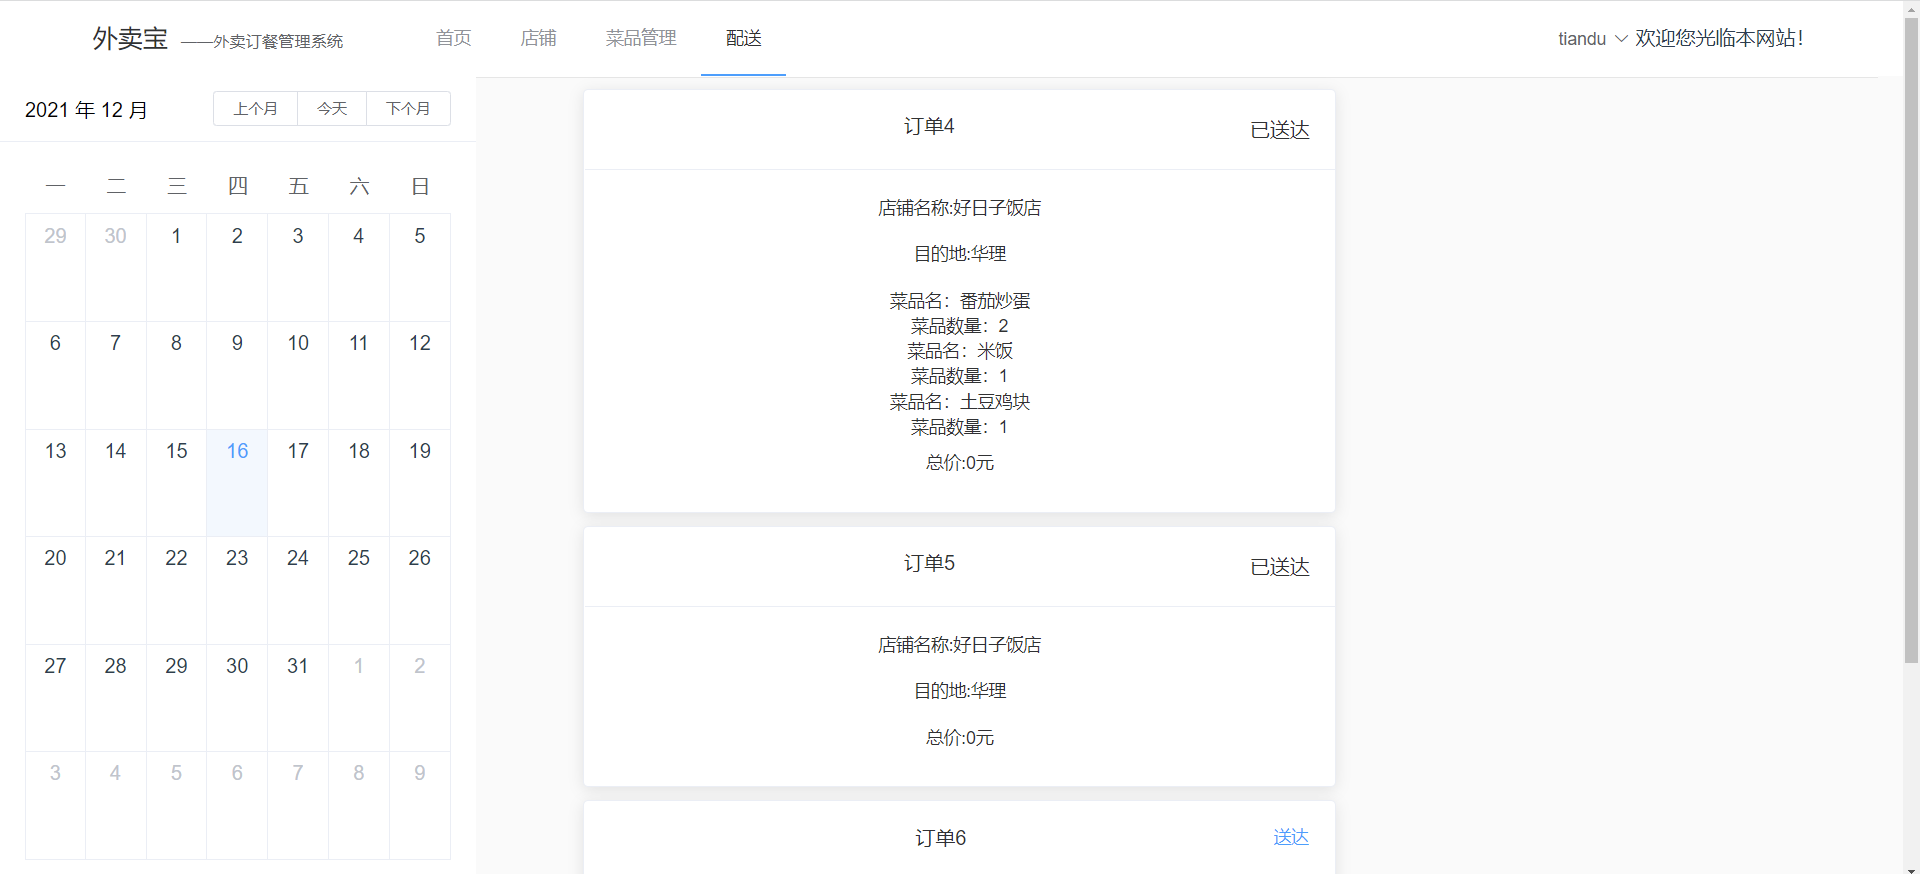 外卖宝 ——外卖订餐管理系统 首页 店铺 菜品管理 配送 tiandu 欢迎您光临本网站！
2021 年 12 月 上个月 今天 下个月
一 二 三 四 五 六 日
29 30 1 2 3 4 5
6 7 8 9 10 11 12
13 14 15 16 17 18 19
20 21 22 23 24 25 26
27 28 29 30 31 1 2
3 4 5 6 7 8 9
订单4 已送达
店铺名称:好日子饭店
目的地:华理
菜品名：番茄炒蛋
菜品数量：2
菜品名：米饭
菜品数量：1
菜品名：土豆鸡块
菜品数量：1
总价:0元
订单5 已送达
店铺名称:好日子饭店
目的地:华理
总价:0元
订单6 送达